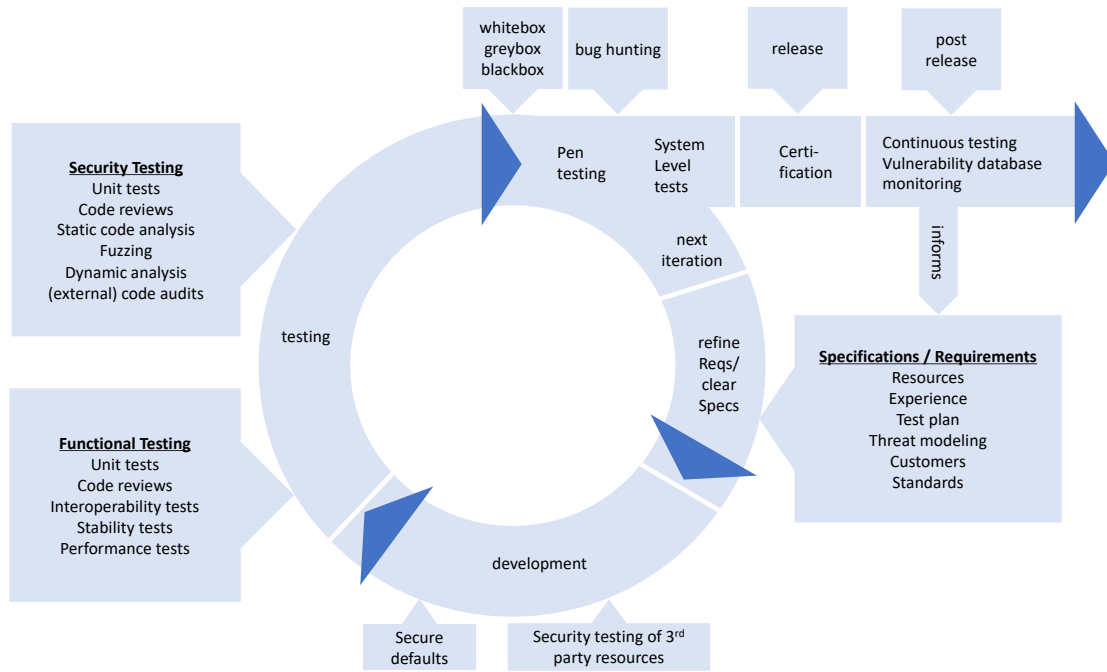 whitebox
greybox
blackbox
bug hunting
release
post
release
Pen
testing
System
Level
tests
Certi-
fication
Continuous testing
Vulnerability database
monitoring
Security Testing
Unit tests
Code reviews
Static code analysis
Fuzzing
Dynamic analysis
(external) code audits
next
iteration
informs
testing
refine
Reqs/
clear
Specs
Specifications / Requirements
Resources
Experience
Test plan
Threat modeling
Customers
Standards
Functional Testing
Unit tests
Code reviews
Interoperability tests
Stability tests
Performance tests
development
Secure
defaults
Security testing of 3rd
party resources